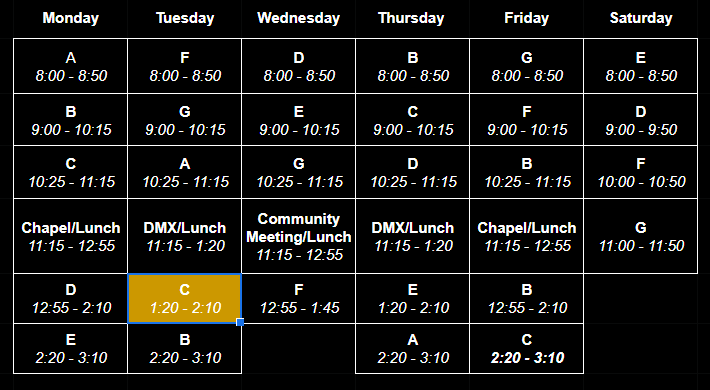 Monday Tuesday Wednesday Thursday Friday Saturday
A F D B G E
8:00 - 8:50 8:00 - 8:50 8:00 - 8:50 8:00 - 8:50 8:00 - 8:50 8:00 - 8:50
B G E C F D
9:00 - 10:15 9:00 - 10:15 9:00 - 10:15 9:00 - 10:15 9:00 - 10:15 9:00 - 9:50
C A G D B F
10:25 - 11:15 10:25 - 11:15 10:25 - 11:15 10:25 - 11:15 10:25 - 11:15 10:00 - 10:50
Chapel/Lunch DMX/Lunch Community Meeting/Lunch DMX/Lunch Chapel/Lunch G
11:15 - 12:55 11:15 - 1:20 11:15 - 12:55 11:15 - 1:20 11:15 - 12:55 11:00 - 11:50
D C F E B
12:55 - 2:10 1:20 - 2:10 12:55 - 1:45 1:20 - 2:10 12:55 - 2:10
E B A C
2:20 - 3:10 2:20 - 3:10 2:20 - 3:10 2:20 - 3:10